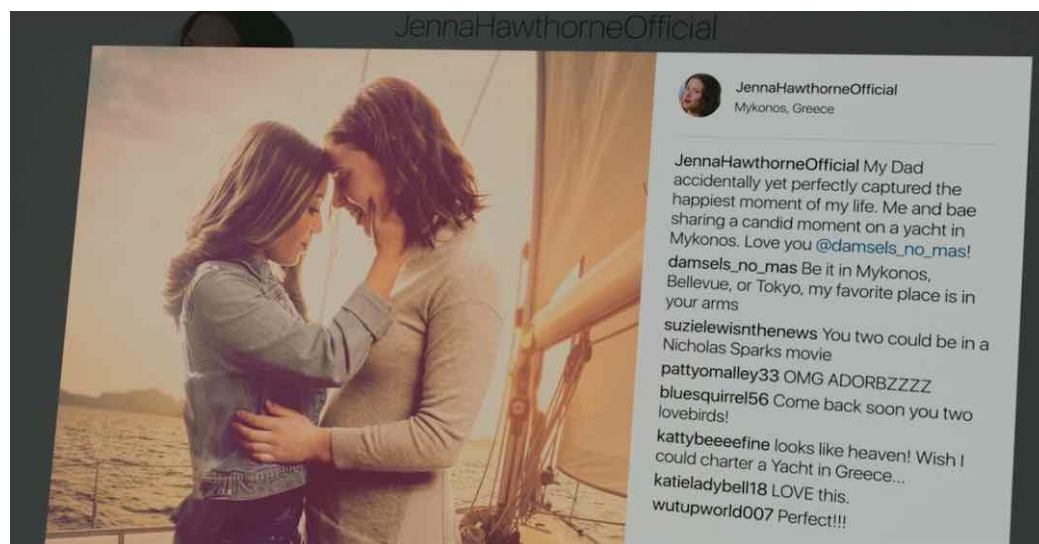 JennaHawthorneOfficial
JennaHawthorneOfficial
Mykonos, Greece
JennaHawthorneOfficial My Dad
accidentally yet perfectly captured the
happiest moment of my life. Me and bae
sharing a candid moment on a yacht in
Mykonos. Love you @damsels_no_mas!
damsels_no_mas Be it in Mykonos,
Bellevue, or Tokyo, my favorite place is in
your arms
suzielewisnthenews You two could be in a
Nicholas Sparks movie
pattyomalley33 OMG ADORBZZZZ
bluesquirrel56 Come back soon you two
lovebirds!
kattybeeeefine looks like heaven! Wish I
could charter a Yacht in Greece...
katieladybell18 LOVE this.
wutupworld007 Perfect!!!